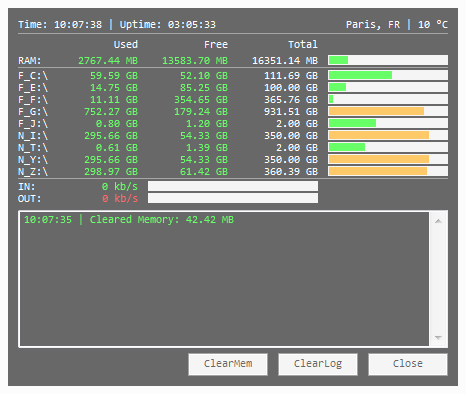 Time: 10:07:38 | Uptime: 03:05:33 Paris, FR | 10 ºC
Used Free Total
RAM: 2767.44 MB 13583.70 MB 16351.14 MB
F_C:\ 59.59 GB 52.10 GB 111.69 GB
F_E:\ 14.75 GB 85.25 GB 100.00 GB
F_F:\ 11.11 GB 354.65 GB 365.76 GB
F_G:\ 752.27 GB 179.24 GB 931.51 GB
F_J:\ 0.80 GB 1.20 GB 2.00 GB
N_I:\ 295.66 GB 54.33 GB 350.00 GB
N_T:\ 0.61 GB 1.39 GB 2.00 GB
N_Y:\ 295.66 GB 54.33 GB 350.00 GB
N_Z:\ 298.97 GB 61.42 GB 360.39 GB
IN: 0 kb/s
OUT: 0 kb/s
10:07:35 | Cleared Memory: 42.42 MB
ClearMem ClearLog Close